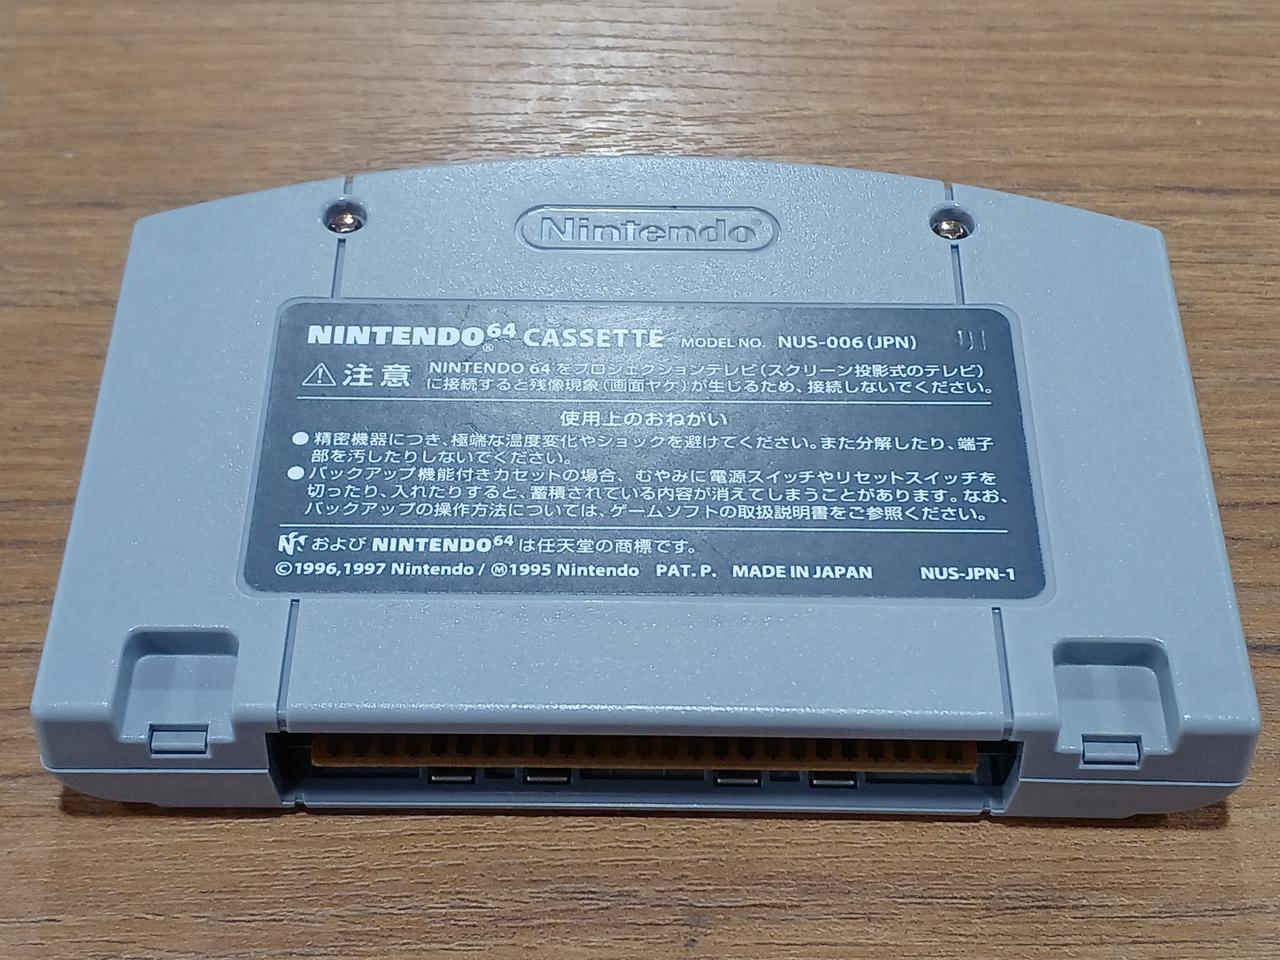 Nintendo®
NINTENDO⁶⁴® CASSETTE MODEL NO. NUS-006(JPN)
⚠注意 NINTENDO 64 をプロジェクションテレビ(スクリーン投影式のテレビ)
に接続すると残像現象(画面ヤケ)が生じるため、接続しないでください。
使用上のおねがい
●精密機器につき、極端な温度変化やショックを避けてください。また分解したり、端子
部を汚したりしないでください。
●バックアップ機能付きカセットの場合、むやみに電源スイッチやリセットスイッチを
切ったり、入れたりすると、蓄積されている内容が消えてしまうことがあります。なお、
バックアップの操作方法については、ゲームソフトの取扱説明書をご参照ください。
および NINTENDO⁶⁴ は任天堂の商標です。
©1996,1997 Nintendo / Ⓜ1995 Nintendo PAT.P. MADE IN JAPAN NUS-JPN-1